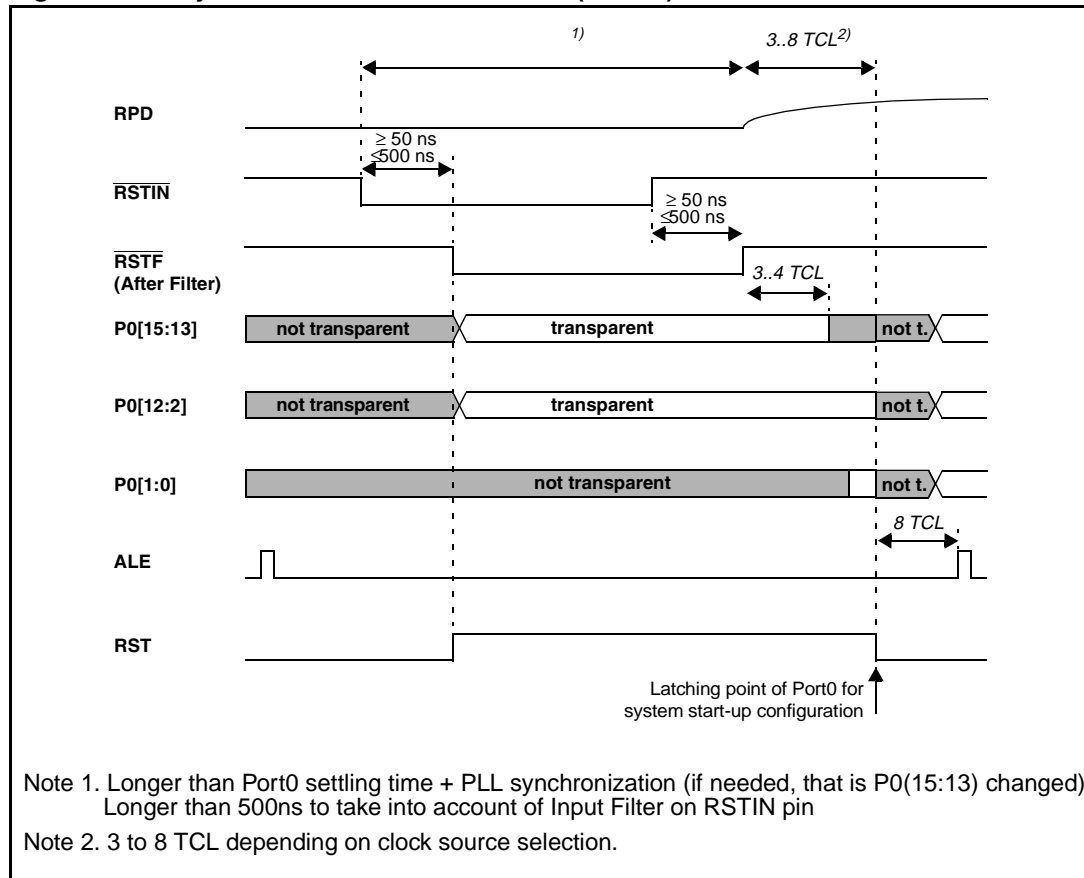 1)
3..8 TCL2)
RPD
≥ 50 ns
≤500 ns
RSTIN
≥ 50 ns
≤500 ns
RSTF
(After Filter)
3..4 TCL
P0[15:13]
not transparent
transparent
not t.
P0[12:2]
not transparent
transparent
not t.
P0[1:0]
not transparent
not t.
8 TCL
ALE
RST
Latching point of Port0 for
system start-up configuration
Note 1. Longer than Port0 settling time + PLL synchronization (if needed, that is P0(15:13) changed)
Longer than 500ns to take into account of Input Filter on RSTIN pin
Note 2. 3 to 8 TCL depending on clock source selection.